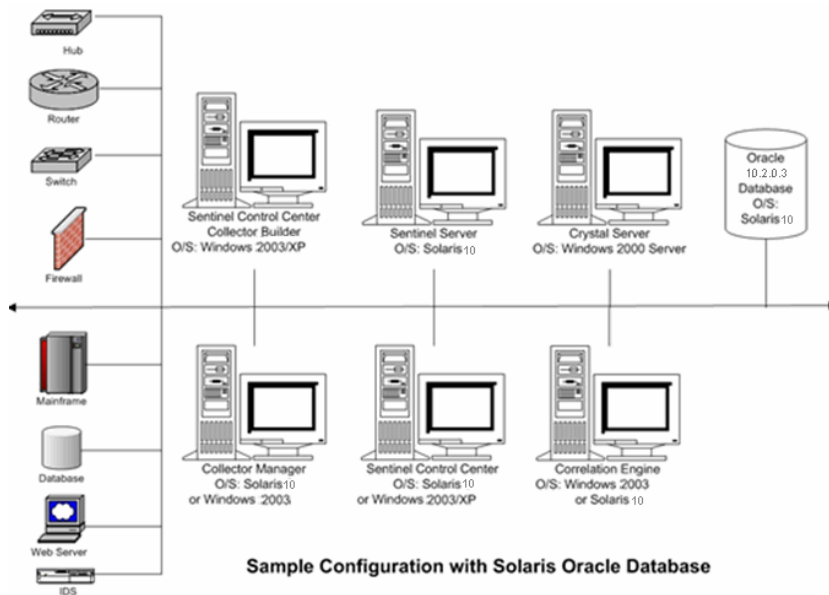 Hub
Router
Switch
Firewall
Sentinel Control Center
Collector Builder
O/S: Windows 2003/XP
Sentinel Server
O/S: Solaris 10
Crystal Server
O/S: Windows 2000 Server
Oracle
10.2.0.3
Database
O/S:
Solaris 10
Mainframe
Database
Web Server
IDS
Collector Manager
O/S: Solaris 10
or Windows 2003
Sentinel Control Center
O/S: Solaris 10
or Windows 2003/XP
Correlation Engine
O/S: Windows 2003
or Solaris 10
Sample Configuration with Solaris Oracle Database